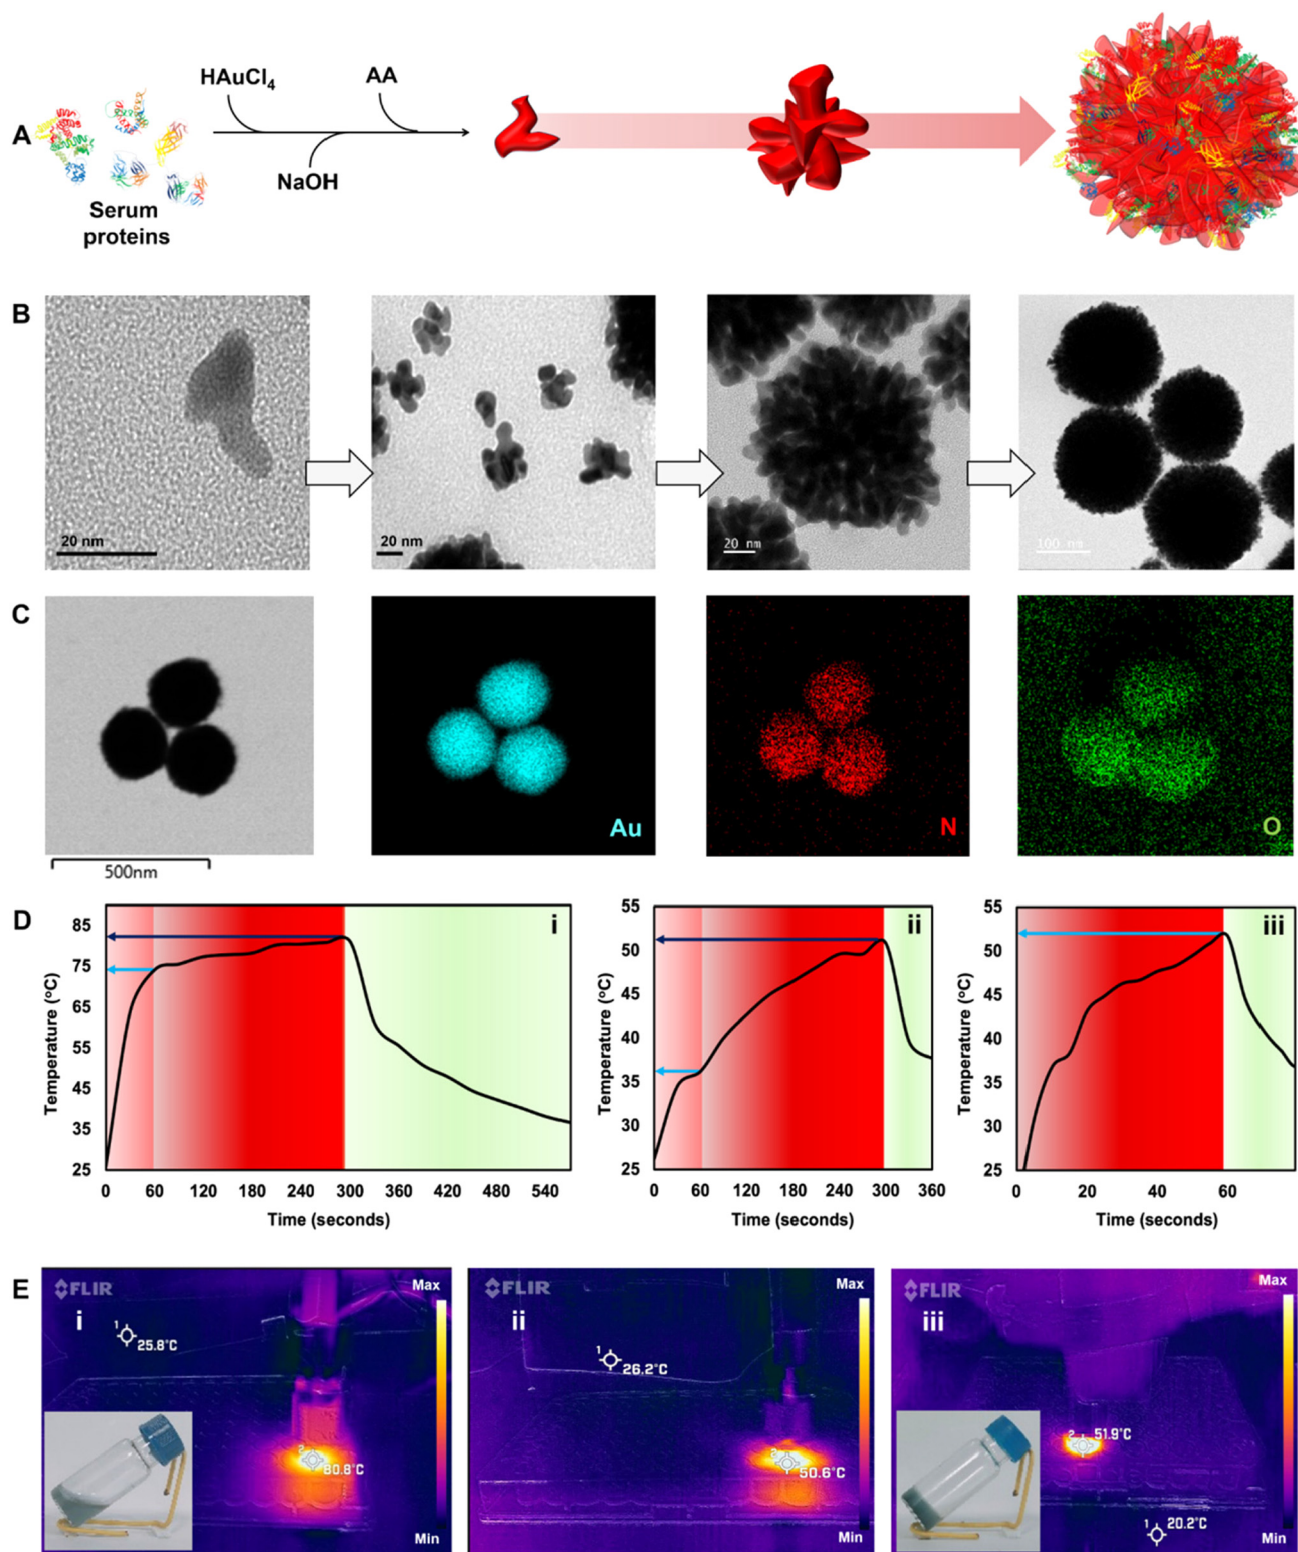 A
HAuCl4
AA
NaOH
Serum
proteins
B
20 nm
20 nm
20 nm
100 nm
C
500nm
Au
N
O
D
i
Temperature (°C)
85
75
65
55
45
35
25
0 60 120 180 240 300 360 420 480 540
Time (seconds)
ii
Temperature (°C)
55
50
45
40
35
30
25
0 60 120 180 240 300 360
Time (seconds)
iii
Temperature (°C)
55
50
45
40
35
30
25
0 20 40 60
Time (seconds)
E
FLIR
i
1
25.8°C
2
80.8°C
Max
Min
FLIR
ii
1
26.2°C
2
50.6°C
Max
Min
FLIR
iii
2
51.9°C
1
20.2°C
Max
Min